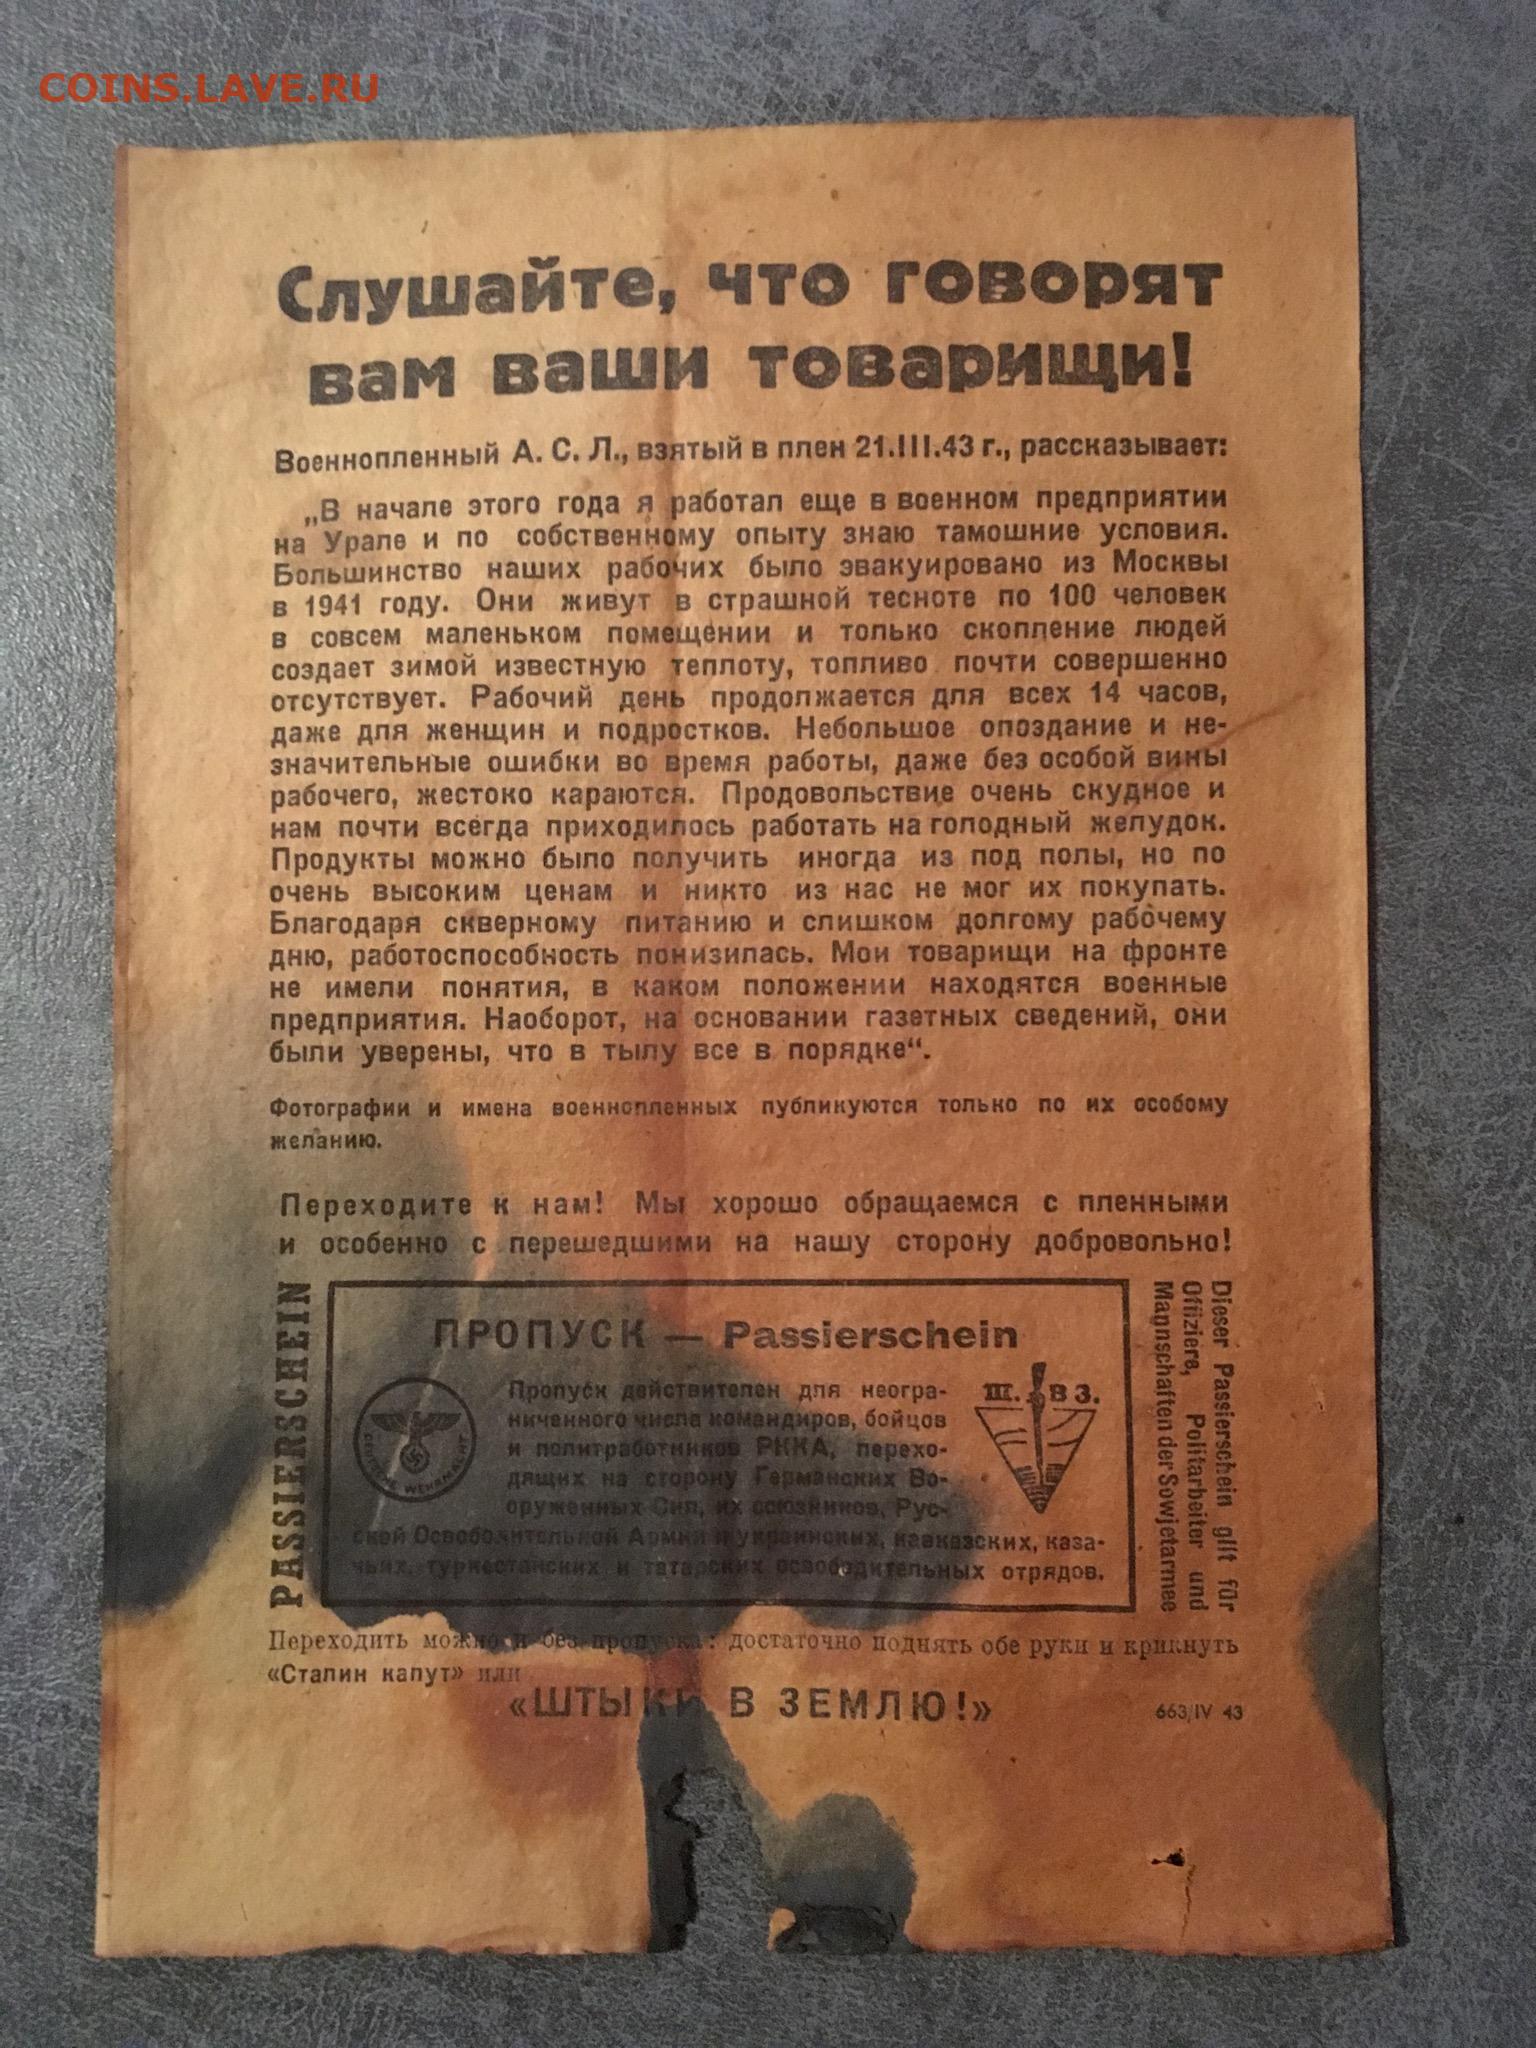 COINS.LAVE.RU
Слушайте, что говорят
вам ваши товарищи!
Военнопленный А. С. Л., взятый в плен 21.III.43 г., рассказывает:
„В начале этого года я работал еще в военном предприятии
на Урале и по собственному опыту знаю тамошние условия.
Большинство наших рабочих было эвакуировано из Москвы
в 1941 году. Они живут в страшной тесноте по 100 человек
в совсем маленьком помещении и только скопление людей
создает зимой известную теплоту, топливо почти совершенно
отсутствует. Рабочий день продолжается для всех 14 часов,
даже для женщин и подростков. Небольшое опоздание и не-
значительные ошибки во время работы, даже без особой вины
рабочего, жестоко караются. Продовольствие очень скудное и
нам почти всегда приходилось работать на голодный желудок.
Продукты можно было получить иногда из под полы, но по
очень высоким ценам и никто из нас не мог их покупать.
Благодаря скверному питанию и слишком долгому рабочему
дню, работоспособность понизилась. Мои товарищи на фронте
не имели понятия, в каком положении находятся военные
предприятия. Наоборот, на основании газетных сведений, они
были уверены, что в тылу все в порядке“.
Фотографии и имена военнопленных публикуются только по их особому
желанию.
Переходите к нам! Мы хорошо обращаемся с пленными
и особенно с перешедшими на нашу сторону добровольно!
PASSIERSCHEIN
ПРОПУСК — Passierschein
DEUTSCHE WEHRMACHT
Пропуск действителен для неогра-
ниченного числа командиров, бойцов
и политработников РККА, перехо-
дящих на сторону Германских Во-
оруженных Сил, их союзников, Рус-
ской Освободительной Армии и украинских, кавказских, каза-
чьих, туркестанских и татарских освободительных отрядов.
Ш. В З.
Dieser Passierschein gilt für
Offiziere, Politarbeiter und
Mannschaften der Sowjetarmee
Переходить можно и без пропуска: достаточно поднять обе руки и крикнуть
«Сталин капут» или
«ШТЫКИ В ЗЕМЛЮ!»
663/IV 43